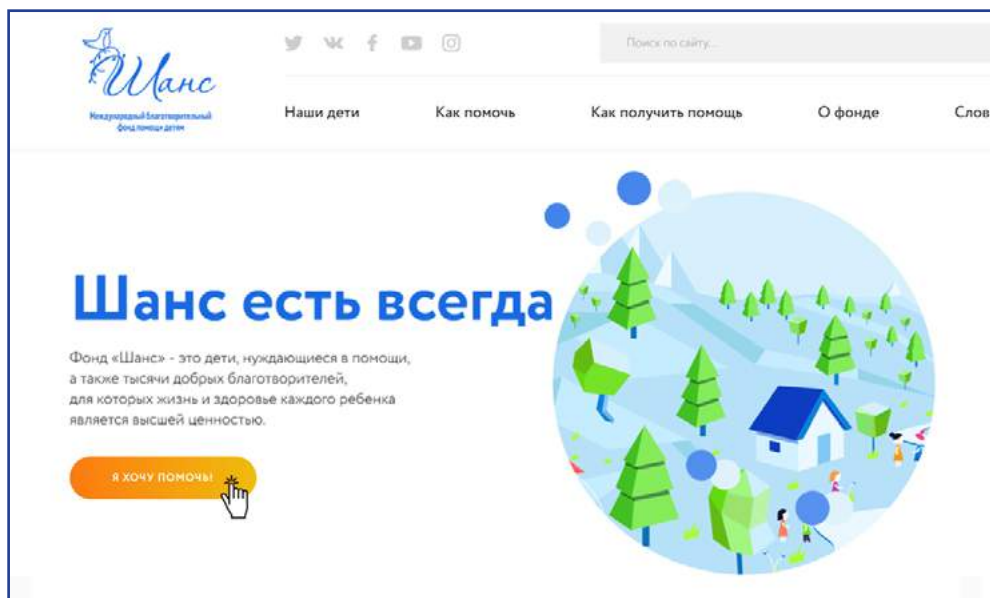 Шанс
Международный благотворительный
фонд помощи детям
Поиск по сайту...
Наши дети
Как помочь
Как получить помощь
О фонде
Слов
Шанс есть всегда
Фонд «Шанс» - это дети, нуждающиеся в помощи,
а также тысячи добрых благотворителей,
для которых жизнь и здоровье каждого ребенка
является высшей ценностью.
Я ХОЧУ ПОМОЧЬ!